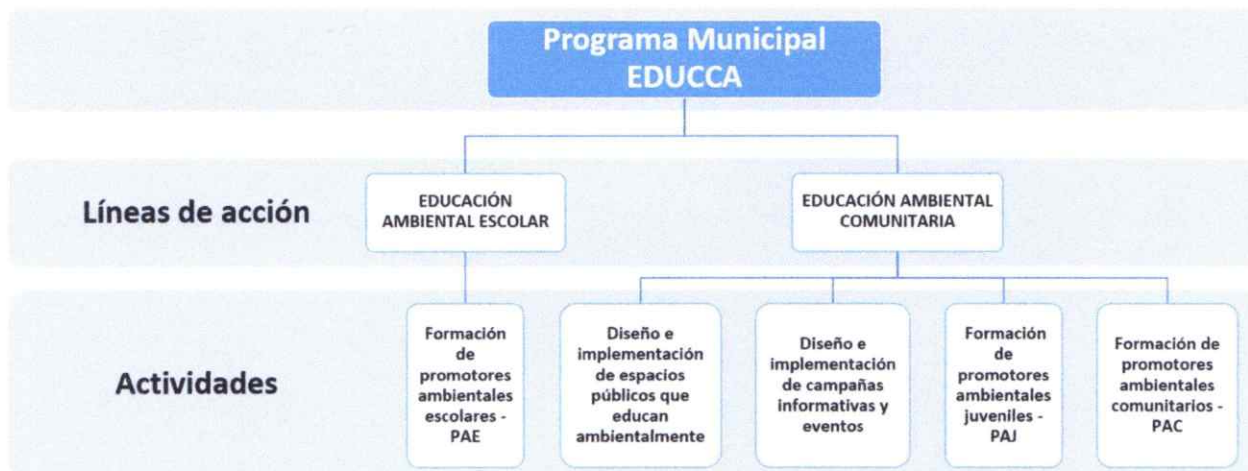 Programa Municipal
EDUCCA
Líneas de acción
EDUCACIÓN
AMBIENTAL ESCOLAR
EDUCACIÓN AMBIENTAL
COMUNITARIA
Actividades
Formación
de
promotores
ambientales
escolares -
PAE
Diseño e
implementación
de espacios
públicos que
educan
ambientalmente
Diseño e
implementación
de campañas
informativas y
eventos
Formación
de
promotores
ambientales
juveniles -
PAJ
Formación de
promotores
ambientales
comunitarios -
PAC